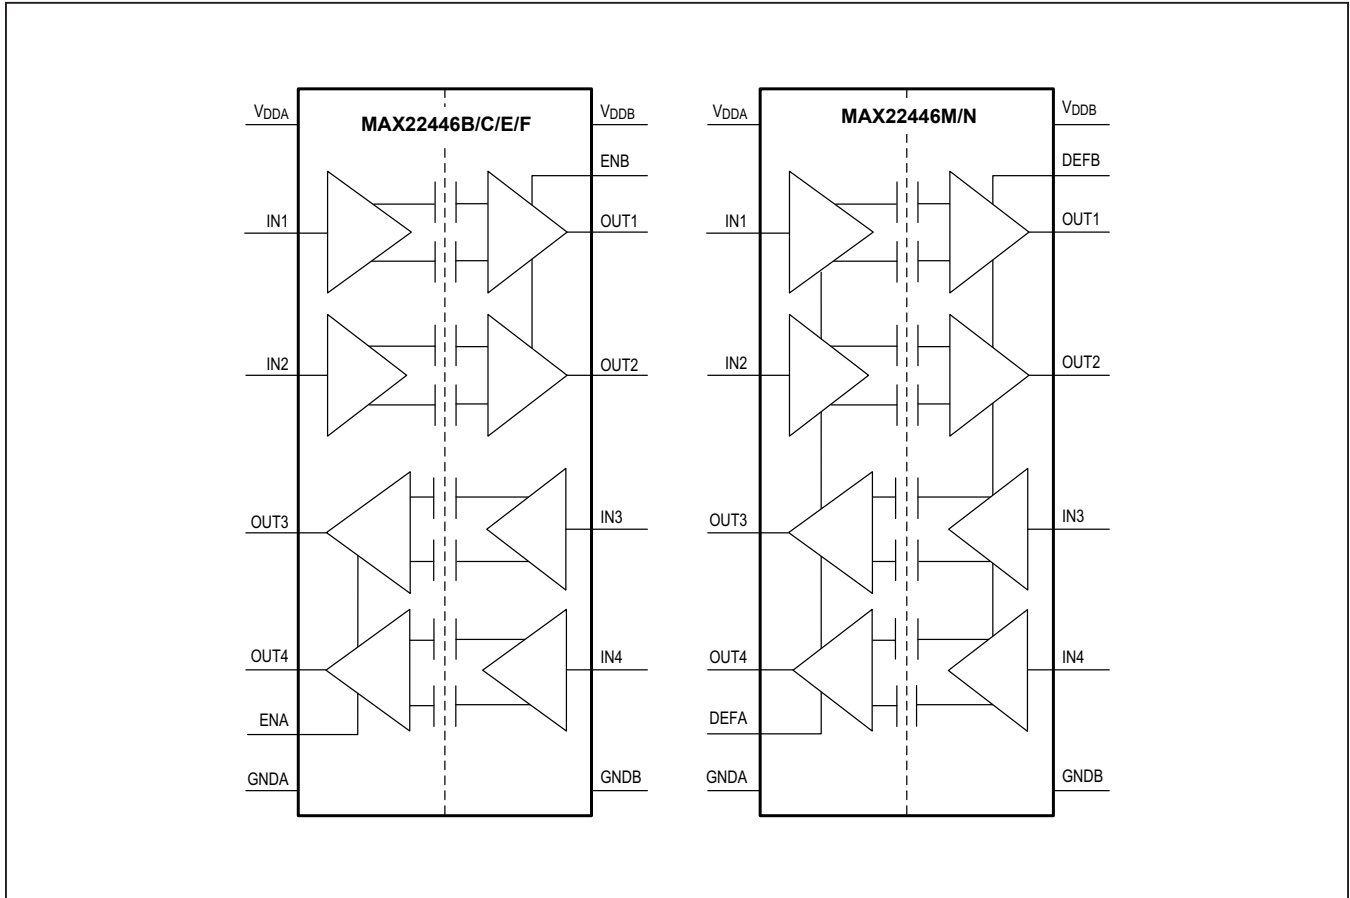 MAX22446B/C/E/F
VDDA
VDDB
ENB
IN1
OUT1
IN2
OUT2
OUT3
IN3
OUT4
IN4
ENA
GNDA
GNDB
MAX22446M/N
VDDA
VDDB
DEFB
IN1
OUT1
IN2
OUT2
OUT3
IN3
OUT4
IN4
DEFA
GNDA
GNDB